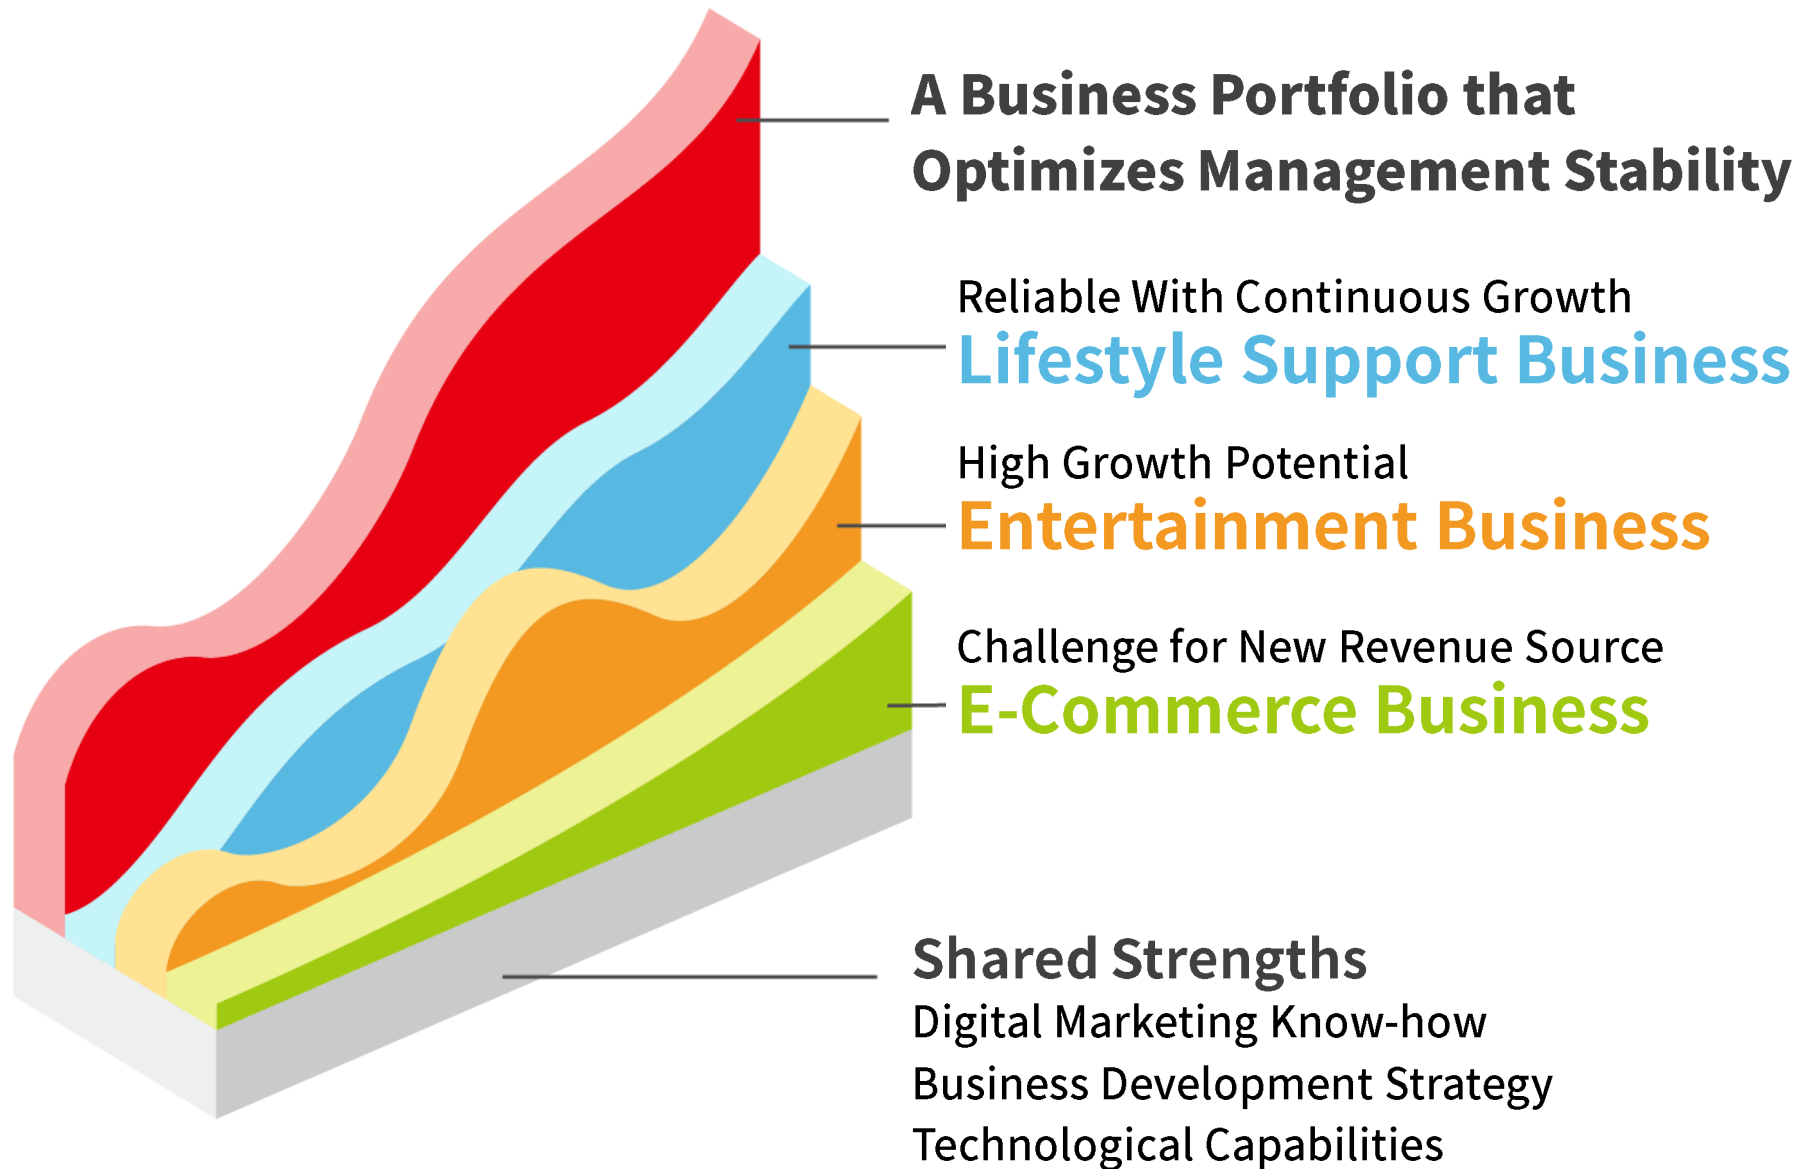 A Business Portfolio that
Optimizes Management Stability
Reliable With Continuous Growth
Lifestyle Support Business
High Growth Potential
Entertainment Business
Challenge for New Revenue Source
E-Commerce Business
Shared Strengths
Digital Marketing Know-how
Business Development Strategy
Technological Capabilities